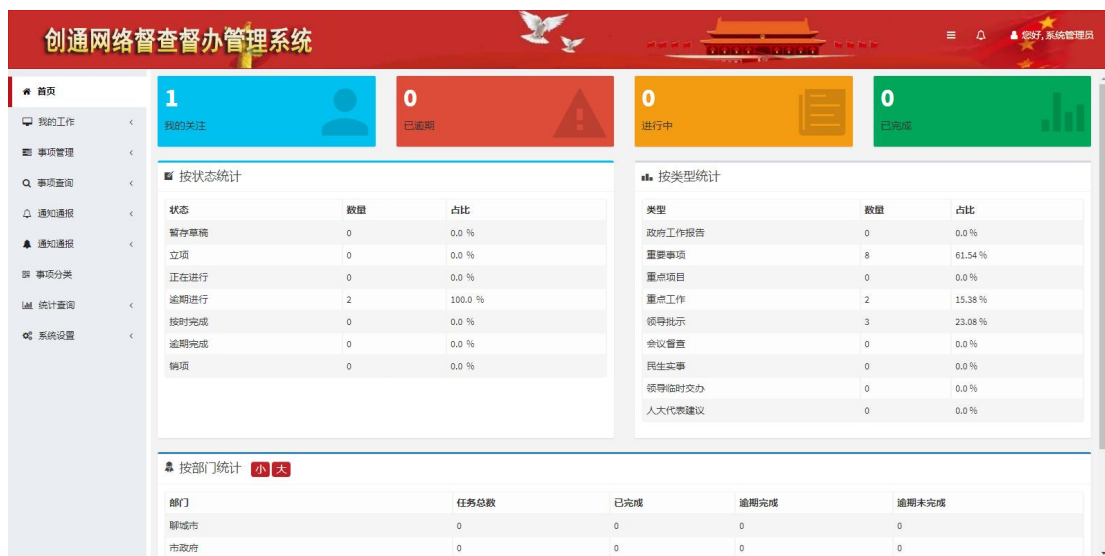 创通网络督查督办管理系统
您好,系统管理员
首页
我的工作
事项管理
事项查询
通知通报
通知通报
事项分类
统计查询
系统设置
1
我的关注
0
已逾期
0
进行中
0
已完成
按状态统计
状态 数量 占比
暂存草稿 0 0.0 %
立项 0 0.0 %
正在进行 0 0.0 %
逾期进行 2 100.0 %
按时完成 0 0.0 %
逾期完成 0 0.0 %
销项 0 0.0 %
按类型统计
类型 数量 占比
政府工作报告 0 0.0 %
重要事项 8 61.54 %
重点项目 0 0.0 %
重点工作 2 15.38 %
领导批示 3 23.08 %
会议督查 0 0.0 %
民生实事 0 0.0 %
领导临时交办 0 0.0 %
人大代表建议 0 0.0 %
按部门统计 小 大
部门 任务总数 已完成 逾期完成 逾期未完成
聊城市 0 0 0 0
市政府 0 0 0 0